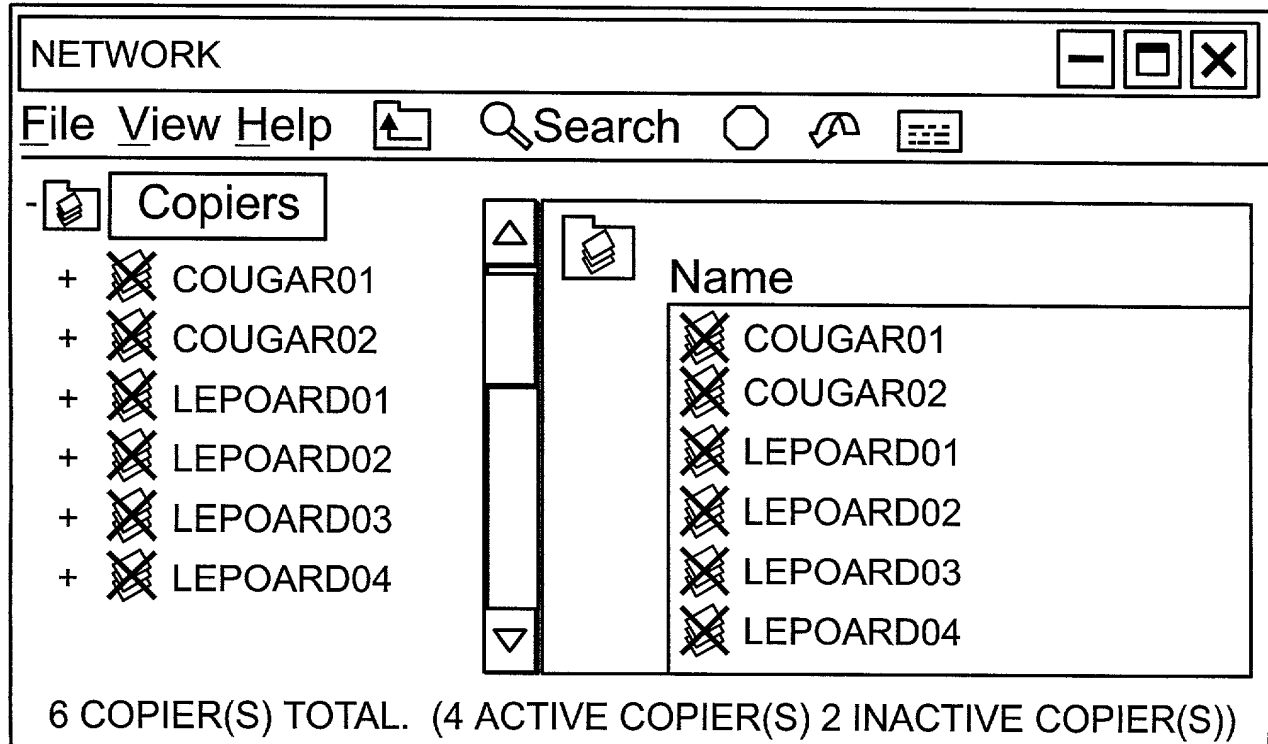 NETWORK
File View Help Search
Copiers
+ COUGAR01
+ COUGAR02
+ LEPOARD01
+ LEPOARD02
+ LEPOARD03
+ LEPOARD04
Name
COUGAR01
COUGAR02
LEPOARD01
LEPOARD02
LEPOARD03
LEPOARD04
6 COPIER(S) TOTAL. (4 ACTIVE COPIER(S) 2 INACTIVE COPIER(S))